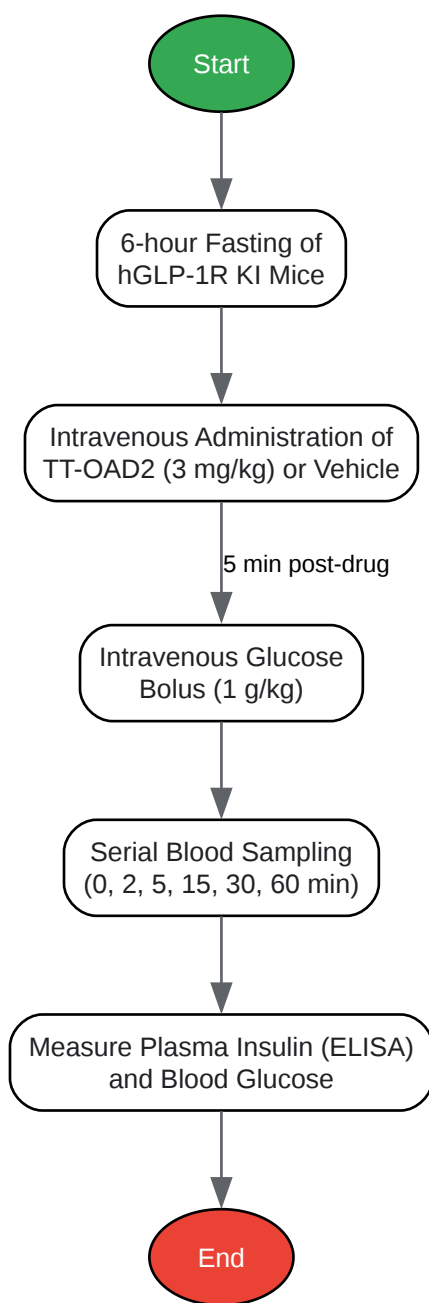 Start
6-hour Fasting of
hGLP-1R KI Mice
Intravenous Administration of
TT-OAD2 (3 mg/kg) or Vehicle
5 min post-drug
Intravenous Glucose
Bolus (1 g/kg)
Serial Blood Sampling
(0, 2, 5, 15, 30, 60 min)
Measure Plasma Insulin (ELISA)
and Blood Glucose
End